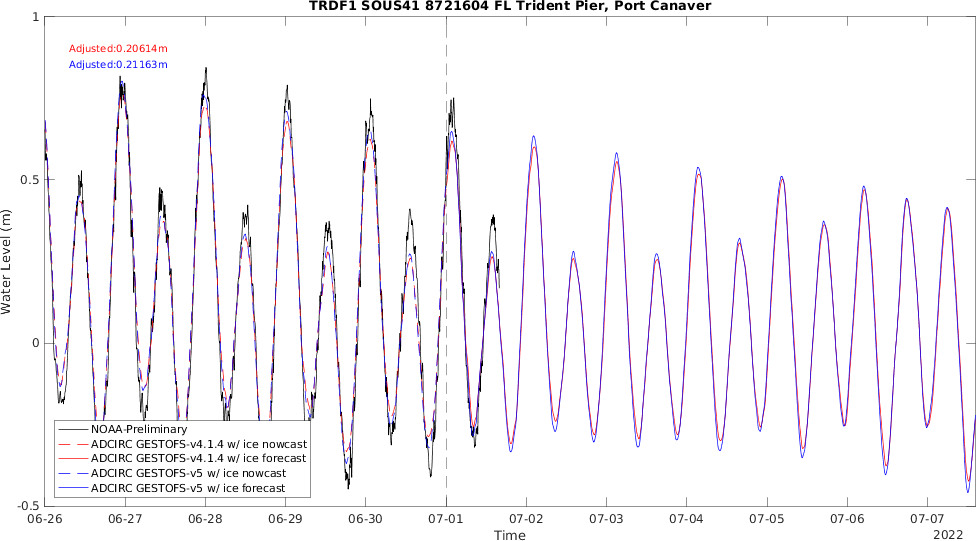 TRDF1 SOUS41 8721604 FL Trident Pier, Port Canaver
Adjusted:0.20614m
Adjusted:0.21163m
Water Level (m)
1
0.5
0
-0.5
NOAA-Preliminary
ADCIRC GESTOFS-v4.1.4 w/ ice nowcast
ADCIRC GESTOFS-v4.1.4 w/ ice forecast
ADCIRC GESTOFS-v5 w/ ice nowcast
ADCIRC GESTOFS-v5 w/ ice forecast
06-26 06-27 06-28 06-29 06-30 07-01 07-02 07-03 07-04 07-05 07-06 07-07
Time
2022